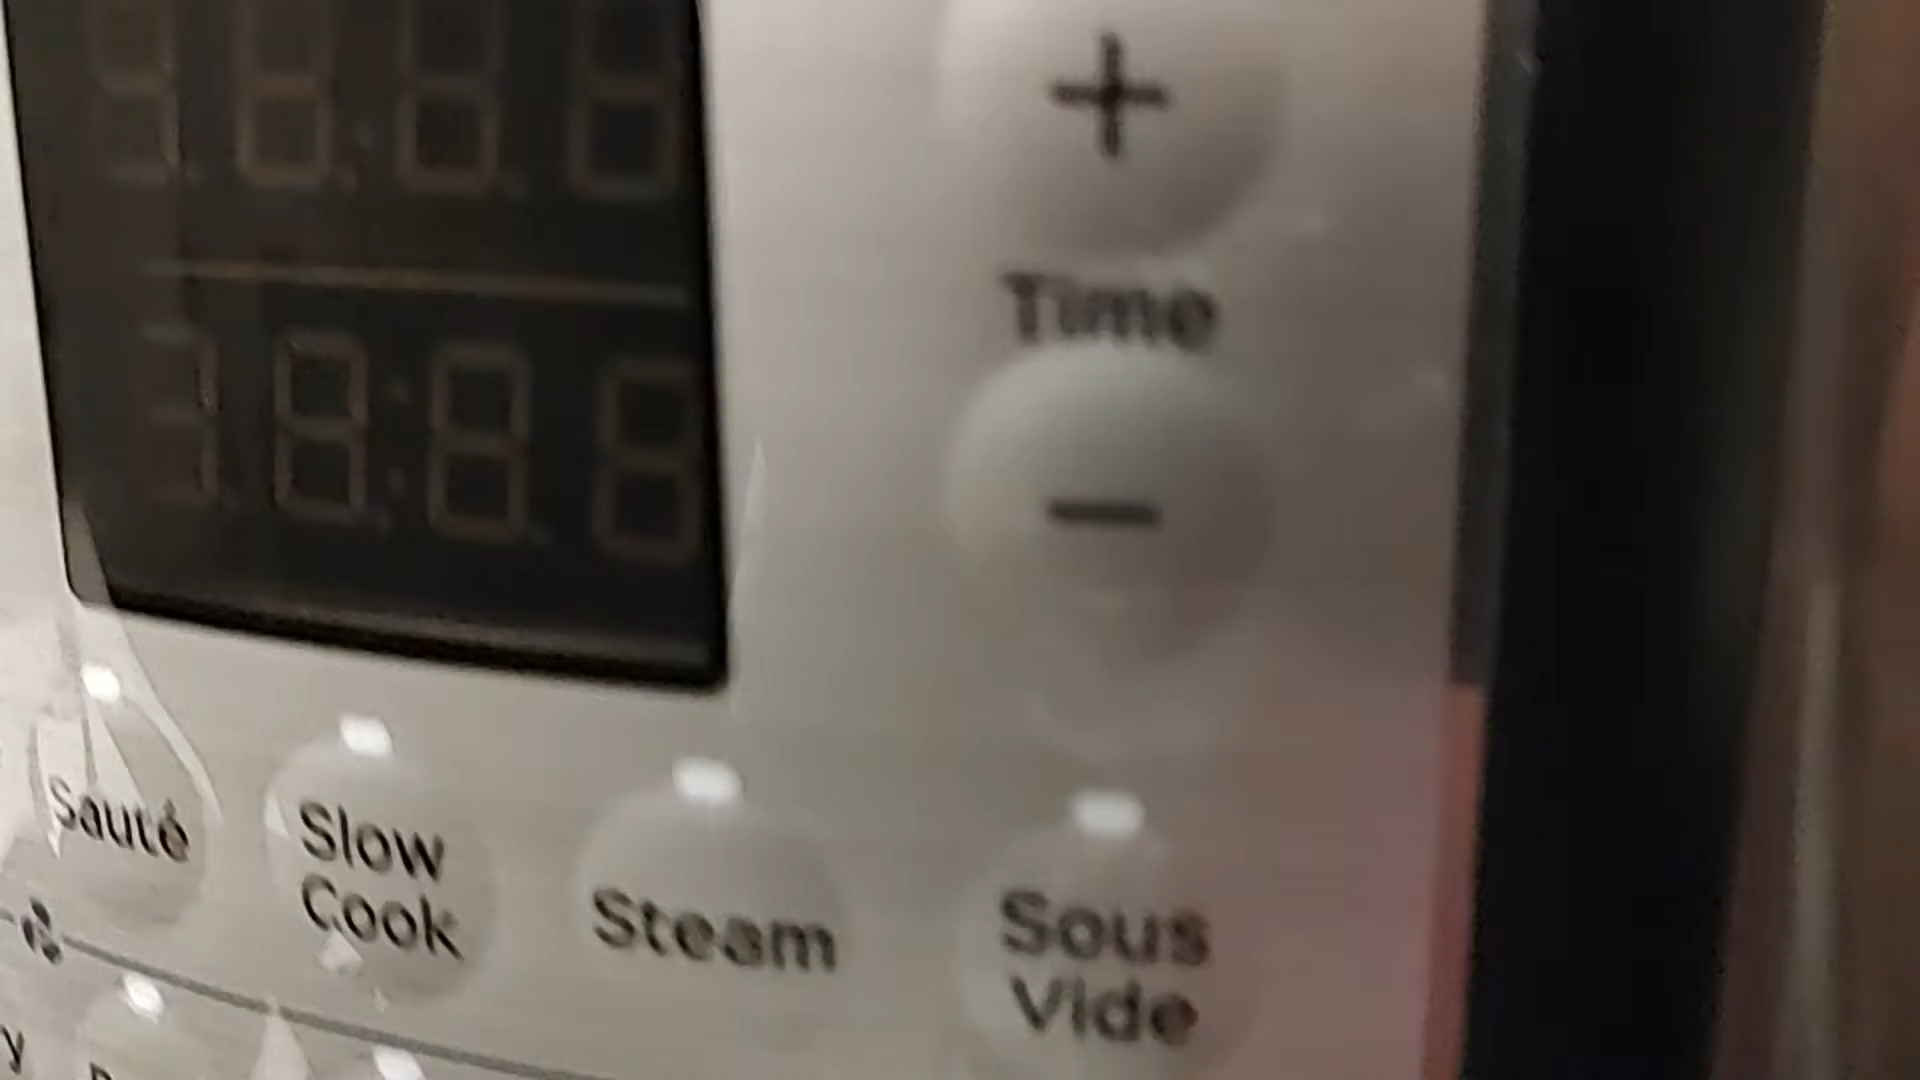 +
Time
−
Sauté
Slow
Cook
Steam
Sous
Vide
y